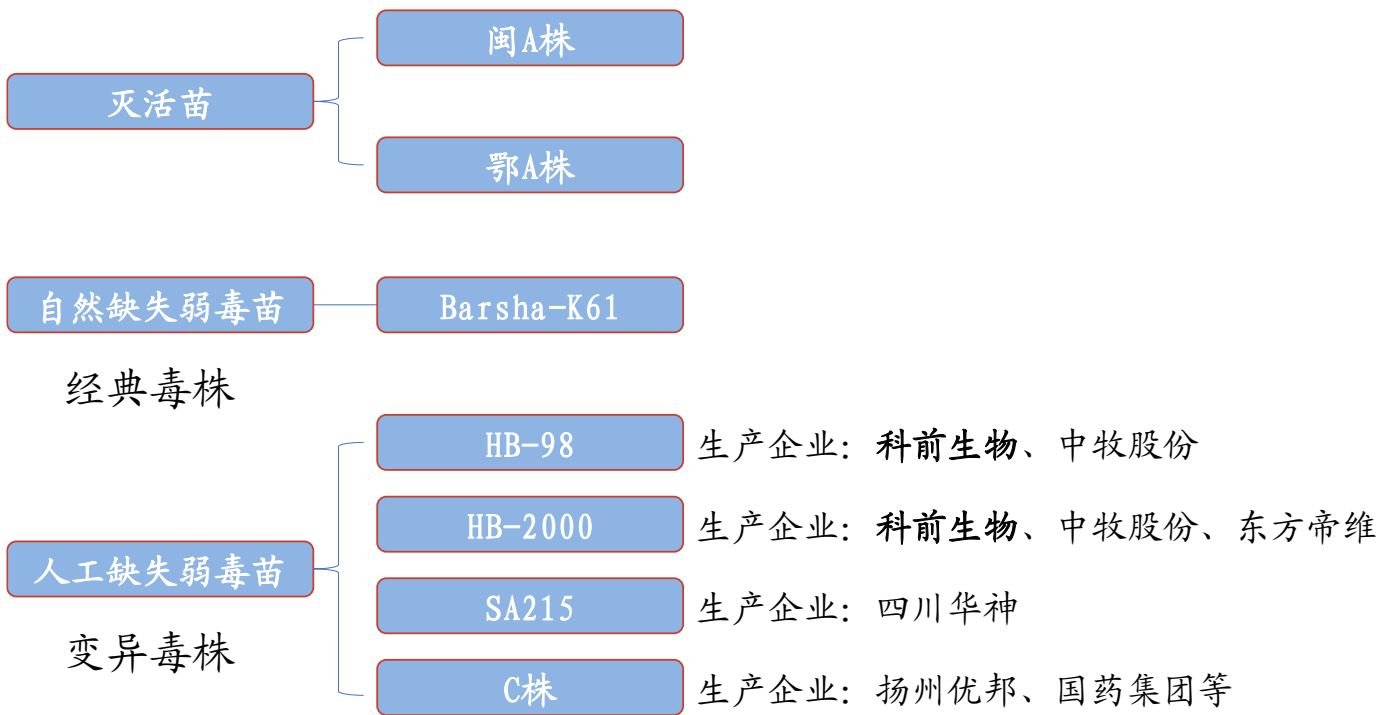 闽A株
灭活苗
鄂A株
自然缺失弱毒苗
Barsha-K61
经典毒株
HB-98 生产企业：科前生物、中牧股份
HB-2000 生产企业：科前生物、中牧股份、东方帝维
人工缺失弱毒苗
SA215 生产企业：四川华神
变异毒株
C株 生产企业：扬州优邦、国药集团等